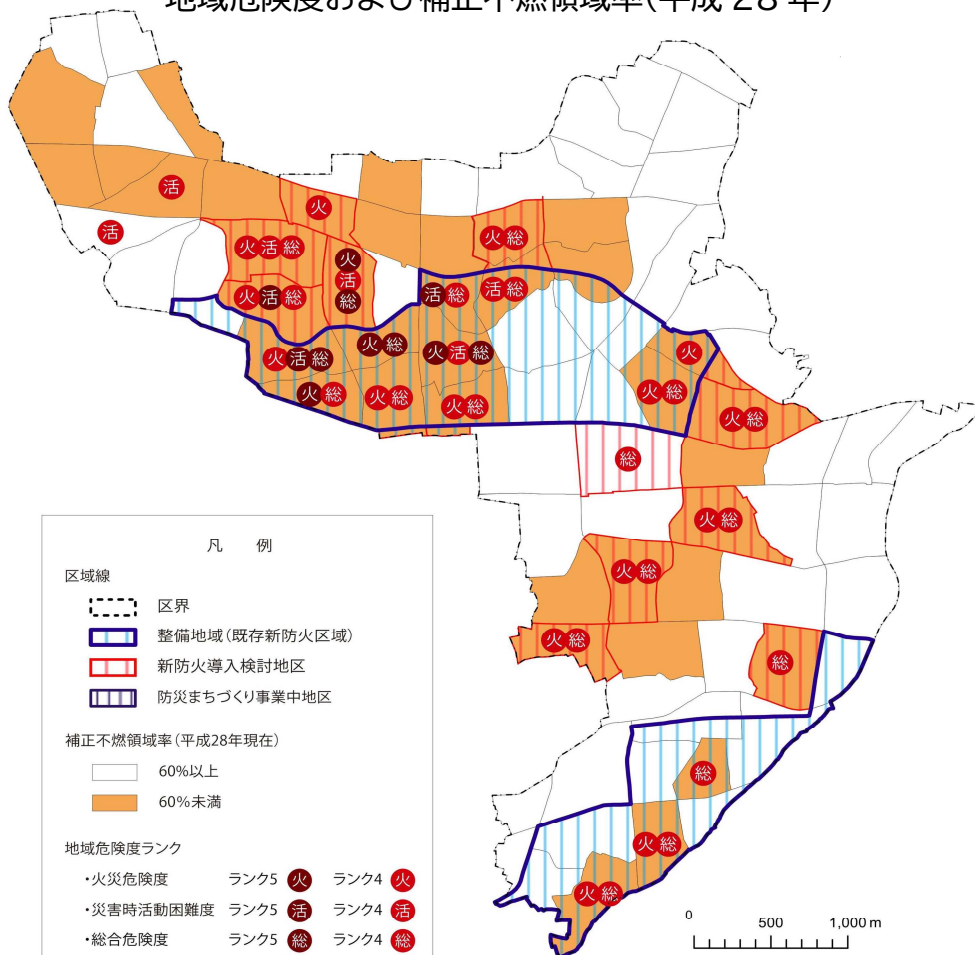 地域危険度および補正不燃領域率(平成28年)
活
火
活
火活総
火
活
総
火総
火活総
活総
活総
火活総
火総
火活総
火
火総
火総
火総
火総
火総
総
火総
火総
火総
総
総
火総
火総
凡 例
区域線
区界
整備地域(既存新防火区域)
新防火導入検討地区
防災まちづくり事業中地区
補正不燃領域率(平成28年現在)
60%以上
60%未満
地域危険度ランク
・火災危険度 ランク5 火 ランク4 火
・災害時活動困難度 ランク5 活 ランク4 活
・総合危険度 ランク5 総 ランク4 総
0 500 1,000 m